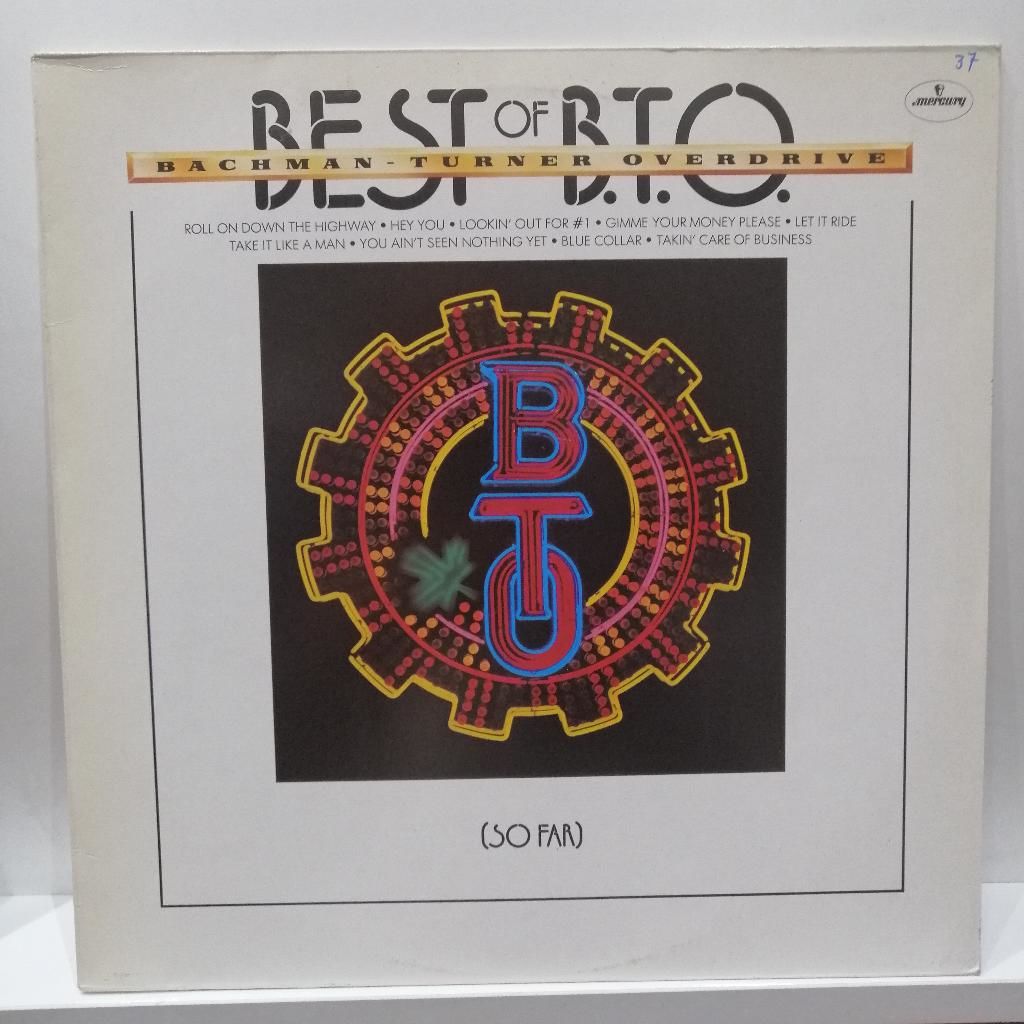 37
mercury
BEST OF B.T.O.
BACHMAN-TURNER OVERDRIVE
ROLL ON DOWN THE HIGHWAY • HEY YOU • LOOKIN' OUT FOR #1 • GIMME YOUR MONEY PLEASE • LET IT RIDE
TAKE IT LIKE A MAN • YOU AIN'T SEEN NOTHING YET • BLUE COLLAR • TAKIN' CARE OF BUSINESS
B
T
O
(SO FAR)